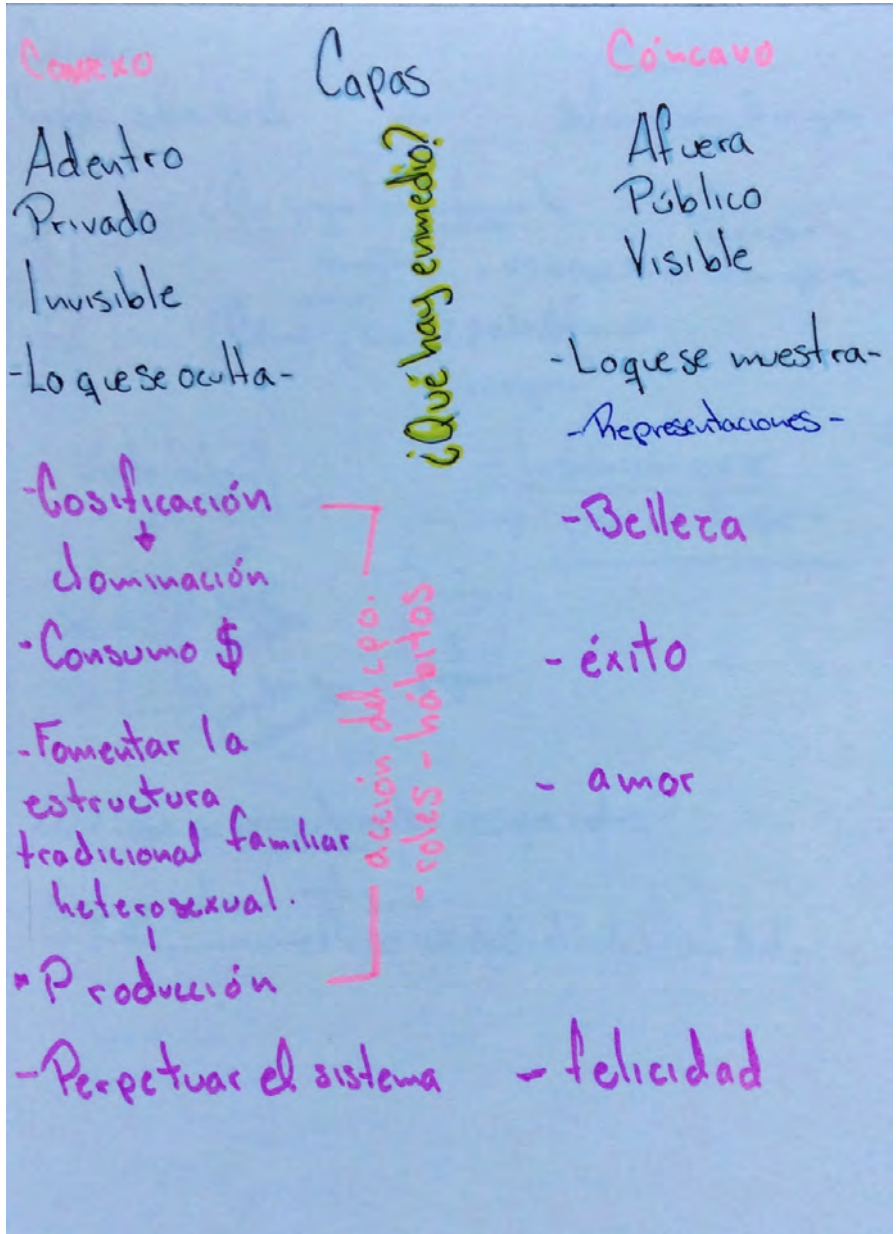 Convexo
Capas
Cóncavo
Adentro
Privado
Invisible
-Lo que se oculta-
¿Qué hay enmedio?
Afuera
Público
Visible
-Lo que se muestra-
-Representaciones-
-Cosificación
dominación
-Consumo $
-Fomentar la
estructura
tradicional familiar
heterosexual.
-Producción
-Perpetuar el sistema
acción del cpo.
-roles-hábitos
-Belleza
-éxito
-amor
-felicidad